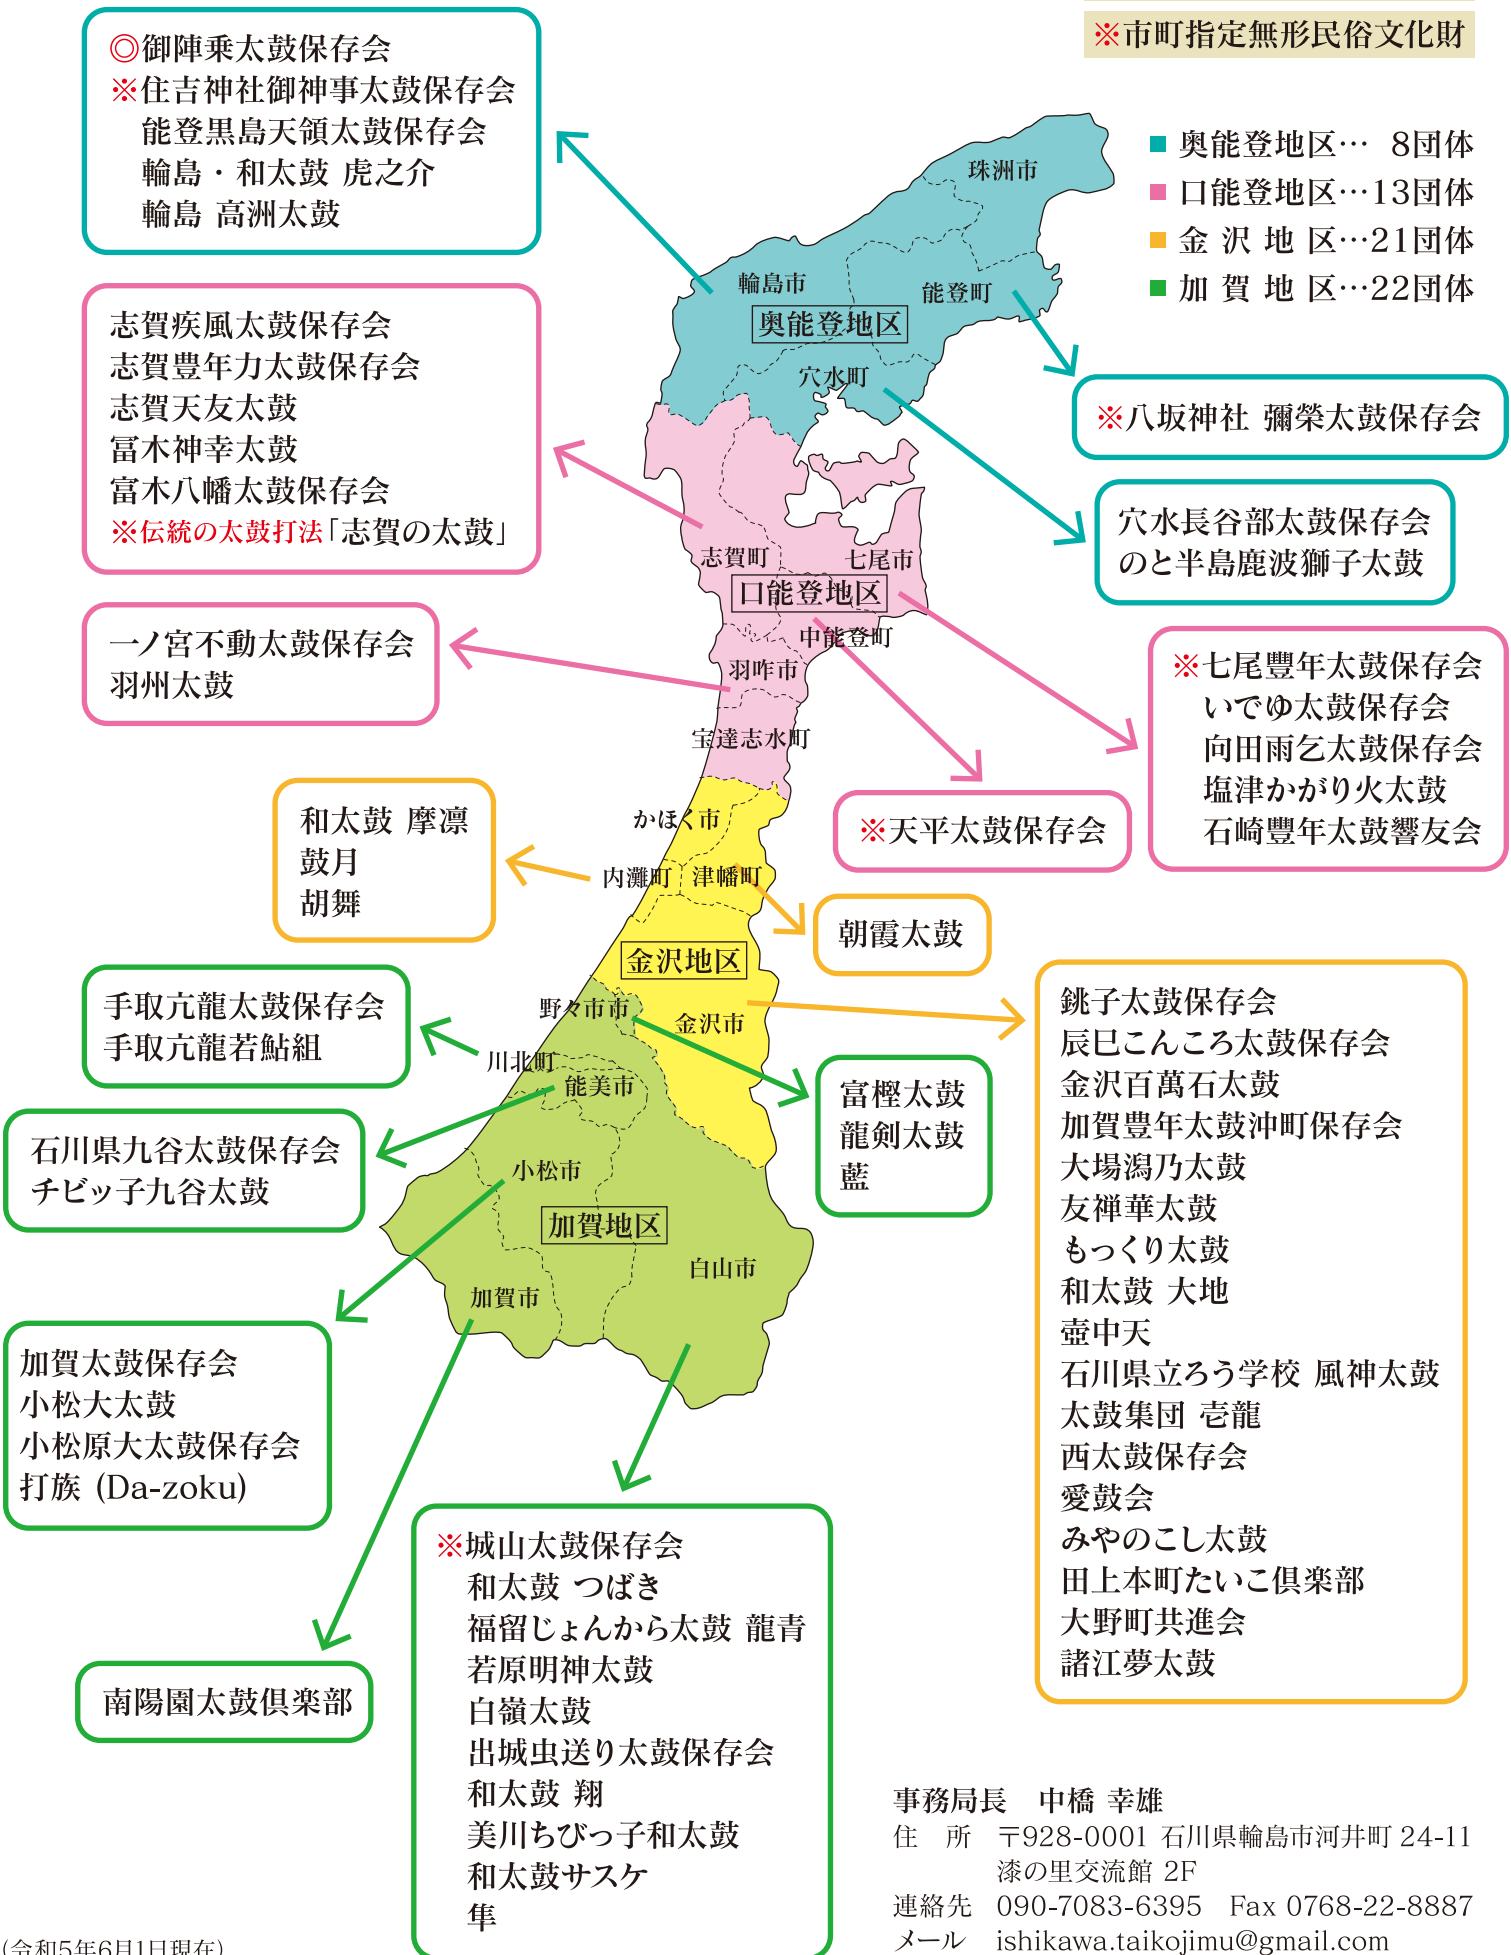 ※市町指定無形民俗文化財
◎御陣乗太鼓保存会
※住吉神社御神事太鼓保存会
能登黒島天領太鼓保存会
輪島・和太鼓 虎之介
輪島 高洲太鼓
■ 奥能登地区… 8団体
■ 口能登地区…13団体
■ 金沢地区…21団体
■ 加賀地区…22団体
珠洲市
輪島市
能登町
奥能登地区
穴水町
志賀疾風太鼓保存会
志賀豊年力太鼓保存会
志賀天友太鼓
冨木神幸太鼓
富木八幡太鼓保存会
※伝統の太鼓打法「志賀の太鼓」
※八坂神社 彌榮太鼓保存会
穴水長谷部太鼓保存会
のと半島鹿波獅子太鼓
志賀町
七尾市
口能登地区
中能登町
羽咋市
宝達志水町
一ノ宮不動太鼓保存会
羽州太鼓
※七尾豊年太鼓保存会
いでゆ太鼓保存会
向田雨乞太鼓保存会
塩津かがり火太鼓
石崎豊年太鼓響友会
※天平太鼓保存会
和太鼓 摩凛
鼓月
胡舞
かほく市
内灘町
津幡町
朝霞太鼓
金沢地区
金沢市
野々市市
川北町
能美市
小松市
加賀地区
白山市
加賀市
手取亢龍太鼓保存会
手取亢龍若鮎組
石川県九谷太鼓保存会
チビッ子九谷太鼓
富樫太鼓
龍剣太鼓
藍
銚子太鼓保存会
辰巳こんころ太鼓保存会
金沢百萬石太鼓
加賀豊年太鼓沖町保存会
大場潟乃太鼓
友禅華太鼓
もっくり太鼓
和太鼓 大地
壺中天
石川県立ろう学校 風神太鼓
太鼓集団 壱龍
西太鼓保存会
愛鼓会
みやのこし太鼓
田上本町たいこ倶楽部
大野町共進会
諸江夢太鼓
加賀太鼓保存会
小松大太鼓
小松原大太鼓保存会
打族 (Da-zoku)
南陽園太鼓倶楽部
※城山太鼓保存会
和太鼓 つばき
福留じょんから太鼓 龍青
若原明神太鼓
白嶺太鼓
出城虫送り太鼓保存会
和太鼓 翔
美川ちびっ子和太鼓
和太鼓サスケ
隼
事務局長 中橋 幸雄
住 所 〒928-0001 石川県輪島市河井町 24-11
漆の里交流館 2F
連絡先 090-7083-6395 Fax 0768-22-8887
メール ishikawa.taikojimu@gmail.com
(令和5年6月1日現在)